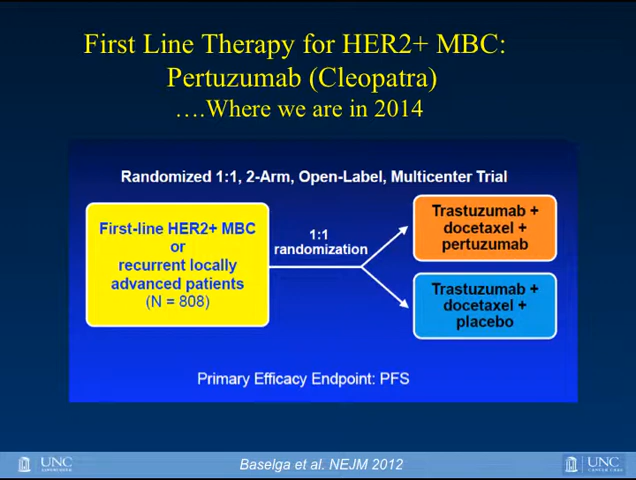 First Line Therapy for HER2+ MBC:
Pertuzumab (Cleopatra)
….Where we are in 2014
Randomized 1:1, 2-Arm, Open-Label, Multicenter Trial
First-line HER2+ MBC
or
recurrent locally
advanced patients
(N = 808)
1:1
randomization
Trastuzumab +
docetaxel +
pertuzumab
Trastuzumab +
docetaxel +
placebo
Primary Efficacy Endpoint: PFS
UNC
Baselga et al. NEJM 2012
UNC